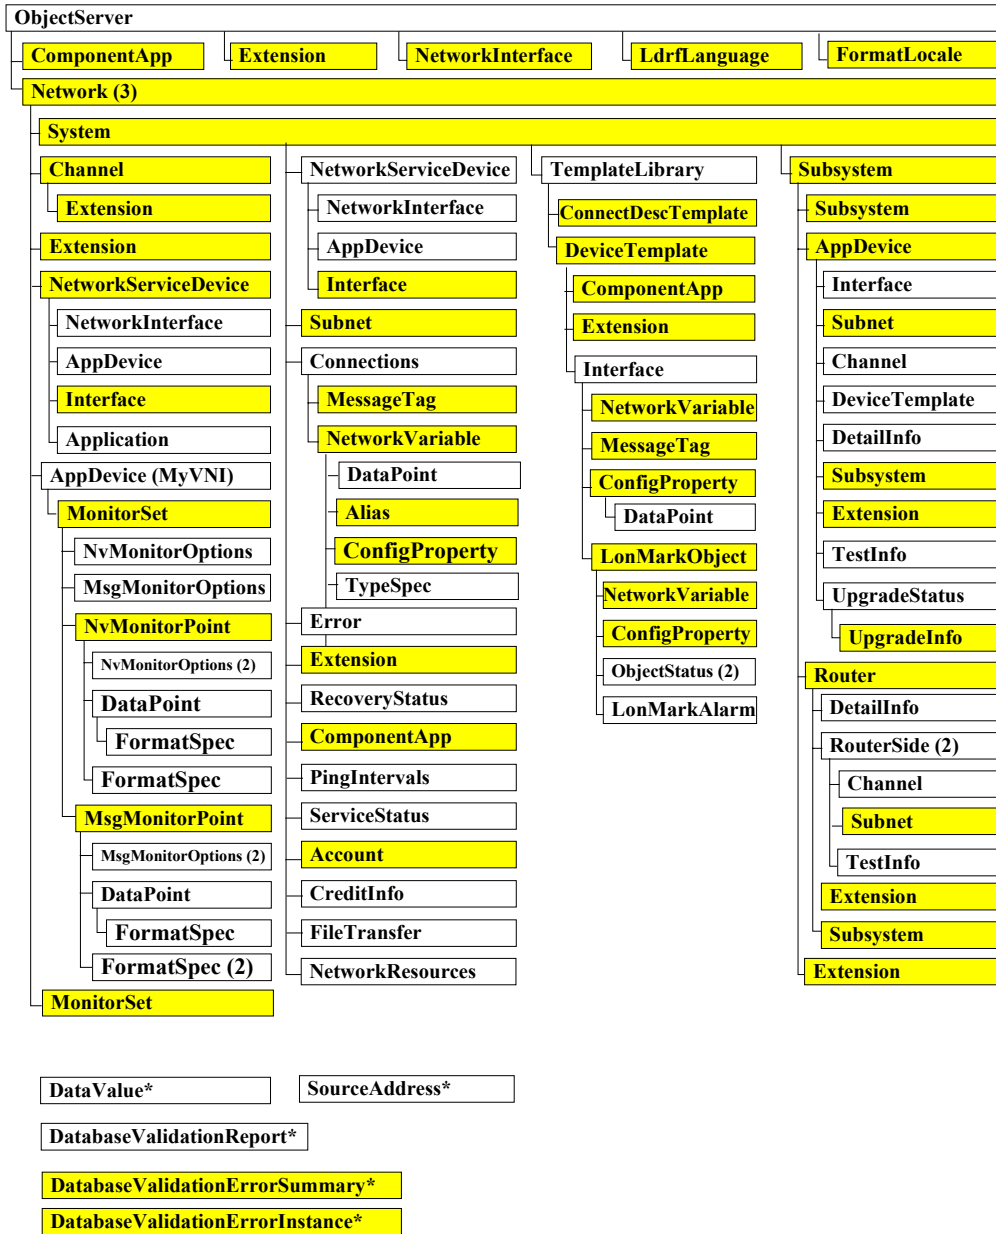 ObjectServer
ComponentApp
Extension
NetworkInterface
LdrfLanguage
FormatLocale
Network (3)
System
Channel
Extension
Extension
NetworkServiceDevice
NetworkInterface
AppDevice
Interface
Application
AppDevice (MyVNI)
MonitorSet
NvMonitorOptions
MsgMonitorOptions
NvMonitorPoint
NvMonitorOptions (2)
DataPoint
FormatSpec
FormatSpec
MsgMonitorPoint
MsgMonitorOptions (2)
DataPoint
FormatSpec
FormatSpec (2)
MonitorSet
NetworkServiceDevice
NetworkInterface
AppDevice
Interface
Subnet
Connections
MessageTag
NetworkVariable
DataPoint
Alias
ConfigProperty
TypeSpec
Error
Extension
RecoveryStatus
ComponentApp
PingIntervals
ServiceStatus
Account
CreditInfo
FileTransfer
NetworkResources
TemplateLibrary
ConnectDescTemplate
DeviceTemplate
ComponentApp
Extension
Interface
NetworkVariable
MessageTag
ConfigProperty
DataPoint
LonMarkObject
NetworkVariable
ConfigProperty
ObjectStatus (2)
LonMarkAlarm
Subsystem
Subsystem
AppDevice
Interface
Subnet
Channel
DeviceTemplate
DetailInfo
Subsystem
Extension
TestInfo
UpgradeStatus
UpgradeInfo
Router
DetailInfo
RouterSide (2)
Channel
Subnet
TestInfo
Extension
Subsystem
Extension
DataValue*
SourceAddress*
DatabaseValidationReport*
DatabaseValidationErrorSummary*
DatabaseValidationErrorInstance*